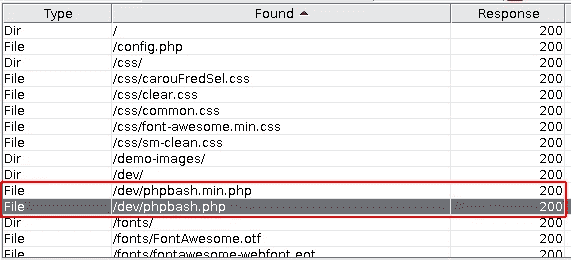 Type Found Response
Dir / 200
File /config.php 200
Dir /css/ 200
File /css/carouFredSel.css 200
File /css/clear.css 200
File /css/common.css 200
File /css/font-awesome.min.css 200
File /css/sm-clean.css 200
Dir /demo-images/ 200
Dir /dev/ 200
File /dev/phpbash.min.php 200
File /dev/phpbash.php 200
Dir /fonts/ 200
File /fonts/FontAwesome.otf 200
File /fonts/fontawesome-webfont.eot 200